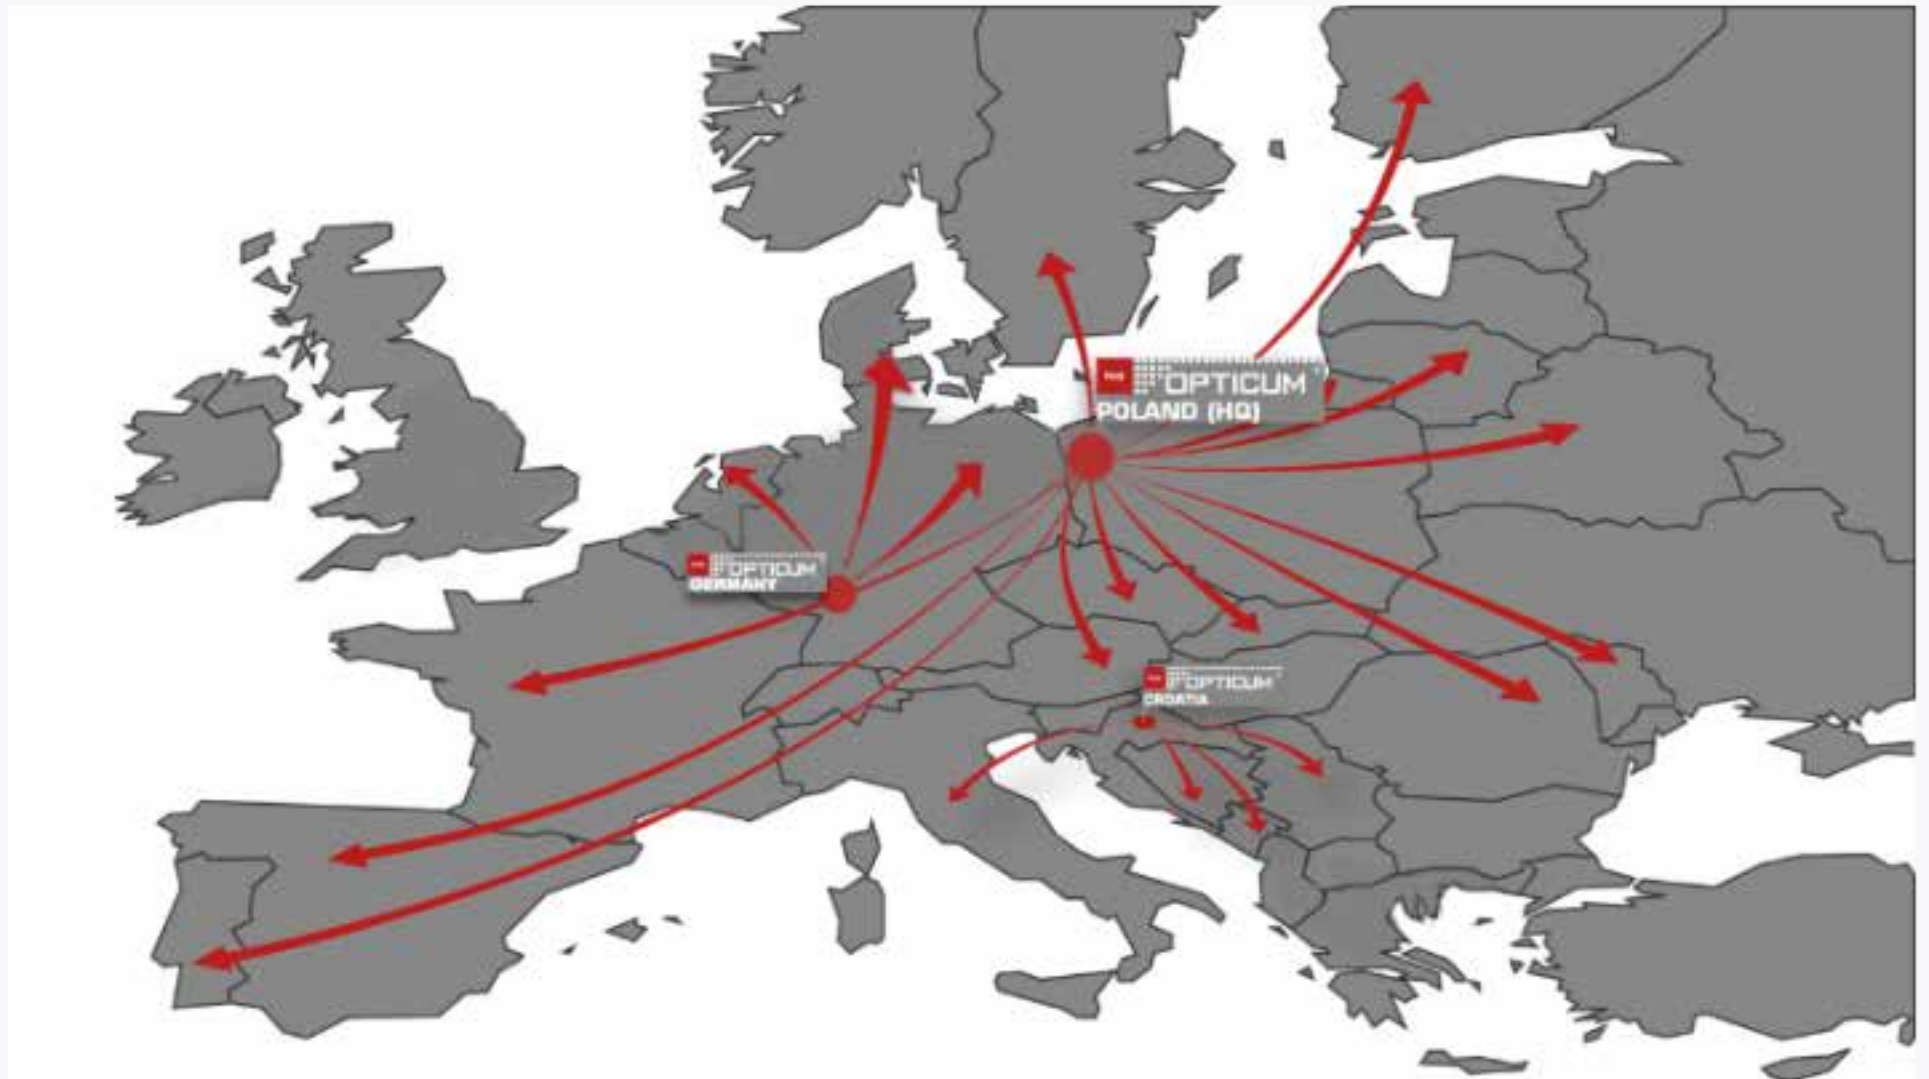 OPTICUM
POLAND (HQ)
OPTICUM
GERMANY
OPTICUM
CROATIA